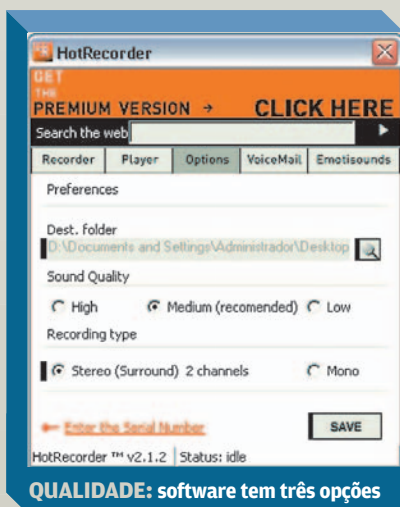 HotRecorder
GET
THE
PREMIUM VERSION → CLICK HERE
Search the web
Recorder Player Options VoiceMail Emotisounds
Preferences
Dest. folder
D:\Documents and Settings\Administrador\Desktop
Sound Quality
High Medium (recomended) Low
Recording type
Stereo (Surround) 2 channels Mono
Enter the Serial Number SAVE
HotRecorder ™ v2.1.2 Status: idle
QUALIDADE: software tem três opções